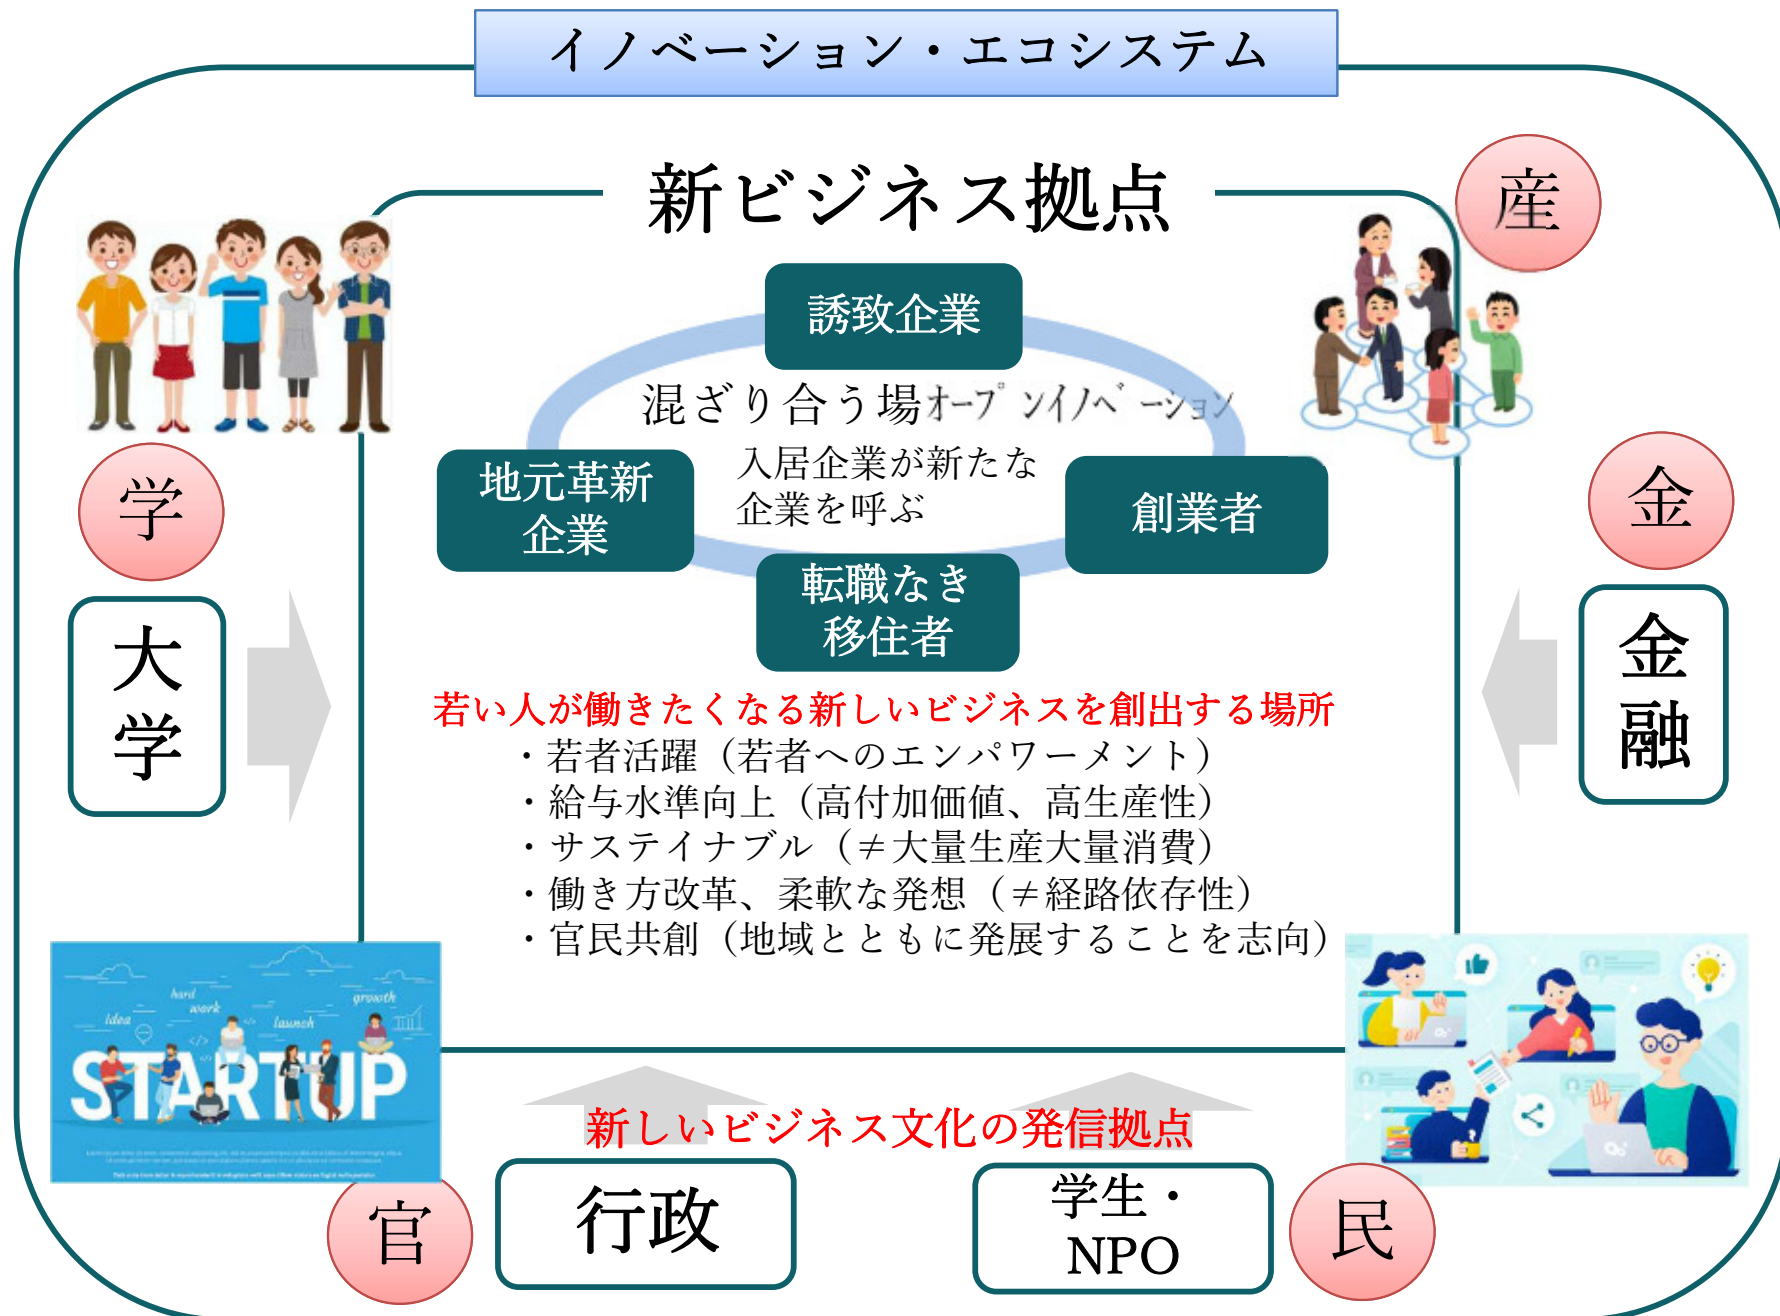 イノベーション・エコシステム
新ビジネス拠点
産
誘致企業
混ざり合う場オープンイノベーション
入居企業が新たな
企業を呼ぶ
地元革新
企業
創業者
転職なき
移住者
学
大学
金
金融
若い人が働きたくなる新しいビジネスを創出する場所
・若者活躍（若者へのエンパワーメント）
・給与水準向上（高付加価値、高生産性）
・サステイナブル（≠大量生産大量消費）
・働き方改革、柔軟な発想（≠経路依存性）
・官民共創（地域とともに発展することを志向）
idea
hard
work
launch
growth
STARTUP
新しいビジネス文化の発信拠点
官
行政
学生・
NPO
民